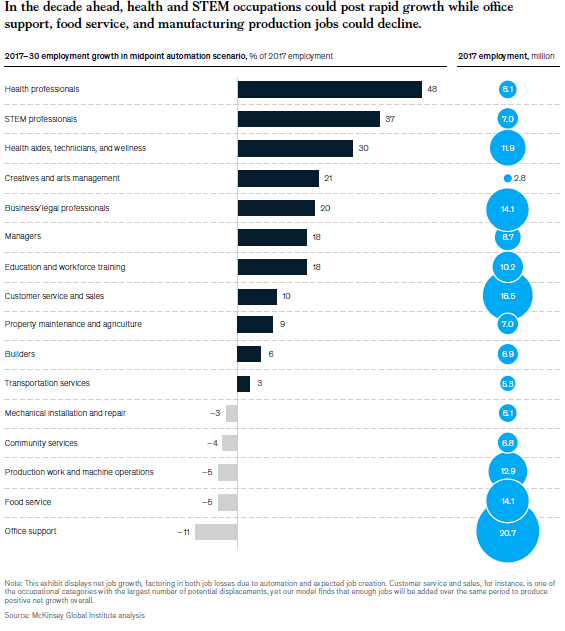 In the decade ahead, health and STEM occupations could post rapid growth while office
support, food service, and manufacturing production jobs could decline.
2017–30 employment growth in midpoint automation scenario, % of 2017 employment
2017 employment, million
Health professionals 48 6.1
STEM professionals 37 7.0
Health aides, technicians, and wellness 30 11.9
Creatives and arts management 21 2.8
Business/legal professionals 20 14.1
Managers 18 8.7
Education and workforce training 18 10.2
Customer service and sales 10 16.5
Property maintenance and agriculture 9 7.0
Builders 6 6.9
Transportation services 3 5.3
Mechanical installation and repair –3 6.1
Community services –4 6.8
Production work and machine operations –5 12.9
Food service –5 14.1
Office support –11 20.7
Note: This exhibit displays net job growth, factoring in both job losses due to automation and expected job creation. Customer service and sales, for instance, is one of
the occupational categories with the largest number of potential displacements, yet our model finds that enough jobs will be added over the same period to produce
positive net growth overall.
Source: McKinsey Global Institute analysis